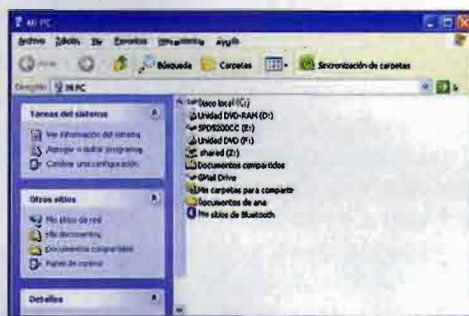 Mi PC
Archivo Edición Ver Favoritos Herramientas Ayuda
Búsqueda Carpetas Sincronización de carpetas
Dirección Mi PC
Tareas del sistema
Ver información del sistema
Agregar o quitar programas
Cambiar una configuración
Otros sitios
Mis sitios de red
Mis documentos
Documentos compartidos
Panel de control
Detalles
Disco local (C:)
Unidad DVD-RAM (D:)
SPD5200CC (E:)
Unidad DVD (F:)
shared (Z:)
Documentos compartidos
GMail Drive
Mis carpetas para compartir
Documentos de ana
Mis sitios de Bluetooth